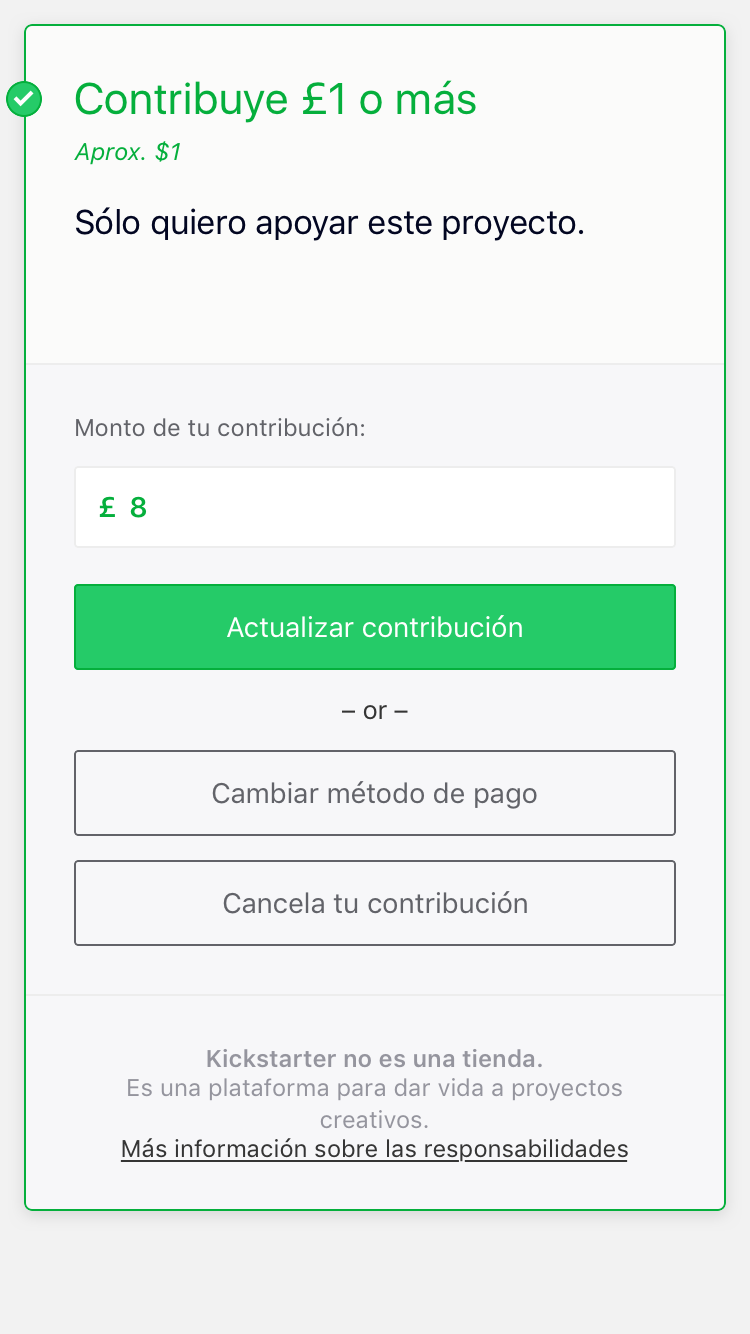 Contribuye £1 o más
Aprox. $1
Sólo quiero apoyar este proyecto.
Monto de tu contribución:
£ 8
Actualizar contribución
– or –
Cambiar método de pago
Cancela tu contribución
Kickstarter no es una tienda.
Es una plataforma para dar vida a proyectos
creativos.
Más información sobre las responsabilidades